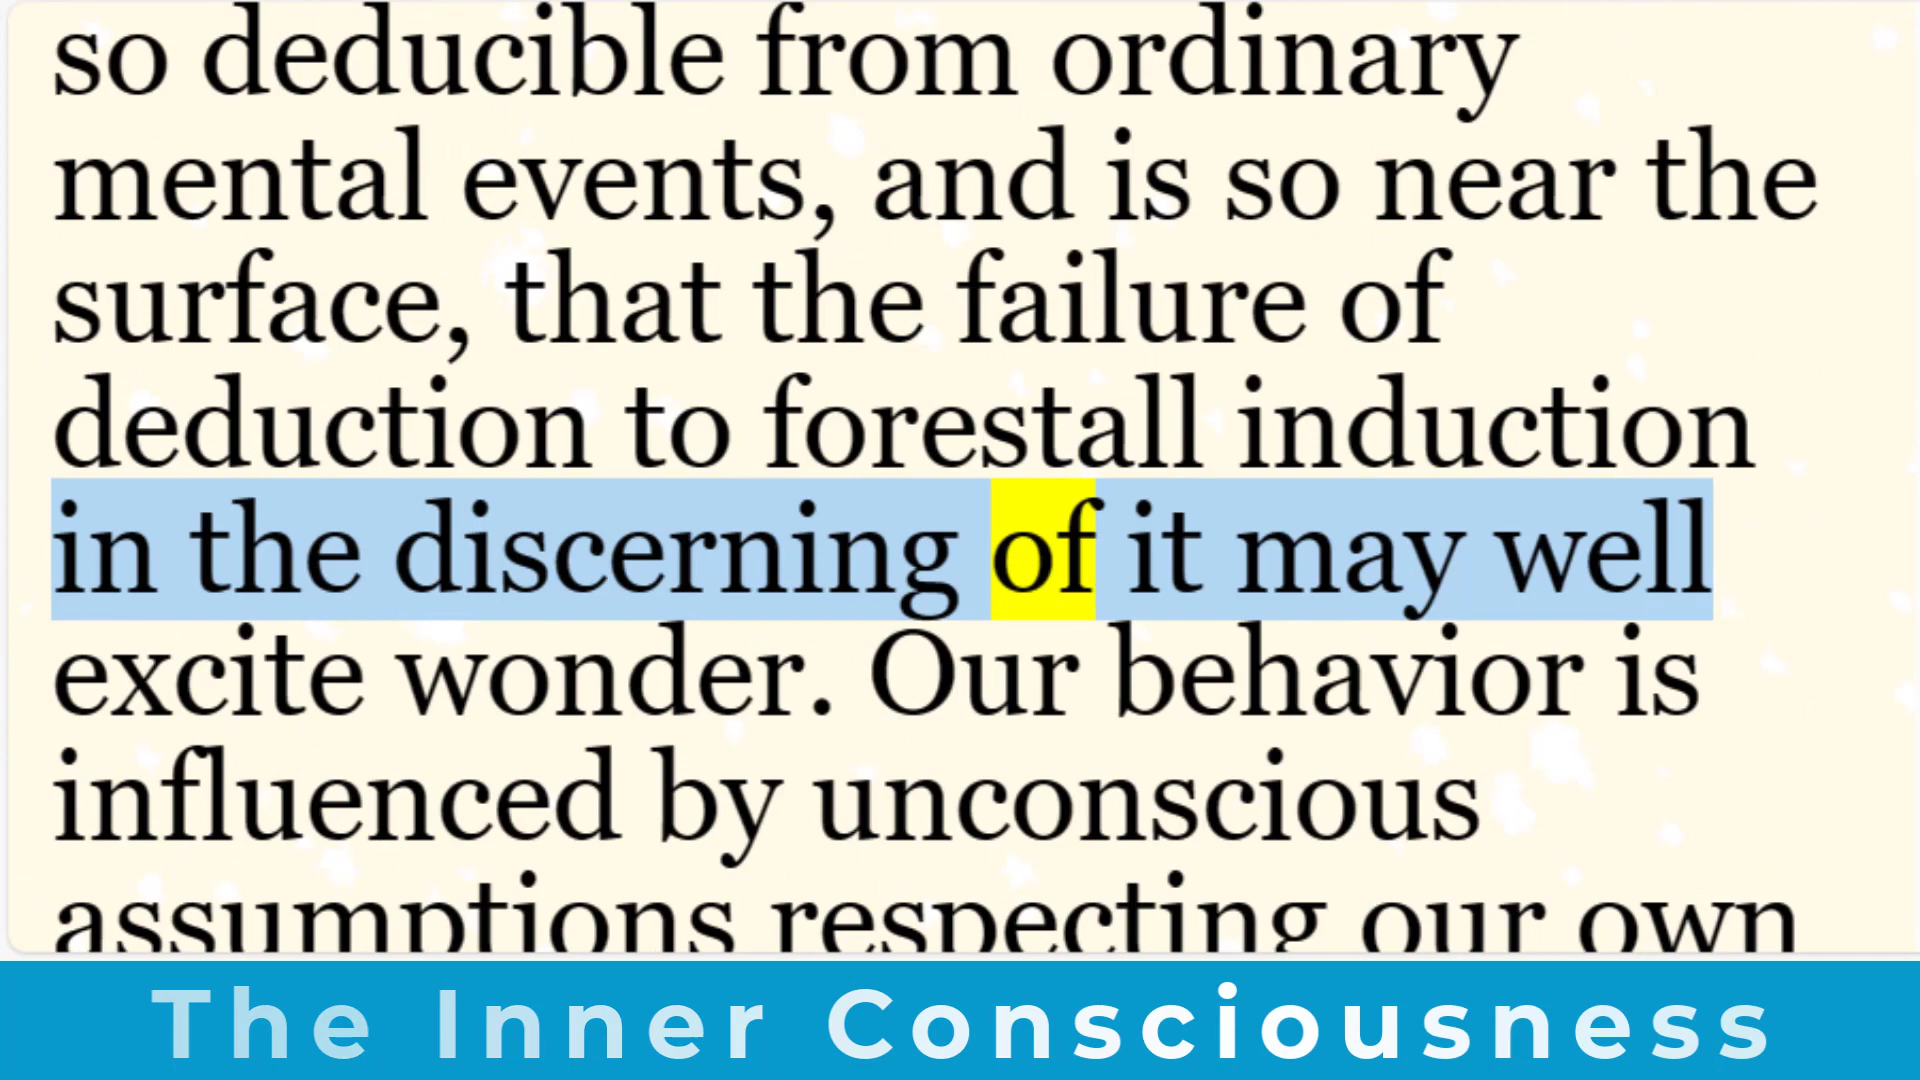 so deducible from ordinary
mental events, and is so near the
surface, that the failure of
deduction to forestall induction
in the discerning of it may well
excite wonder. Our behavior is
influenced by unconscious
assumptions respecting our own
The Inner Consciousness